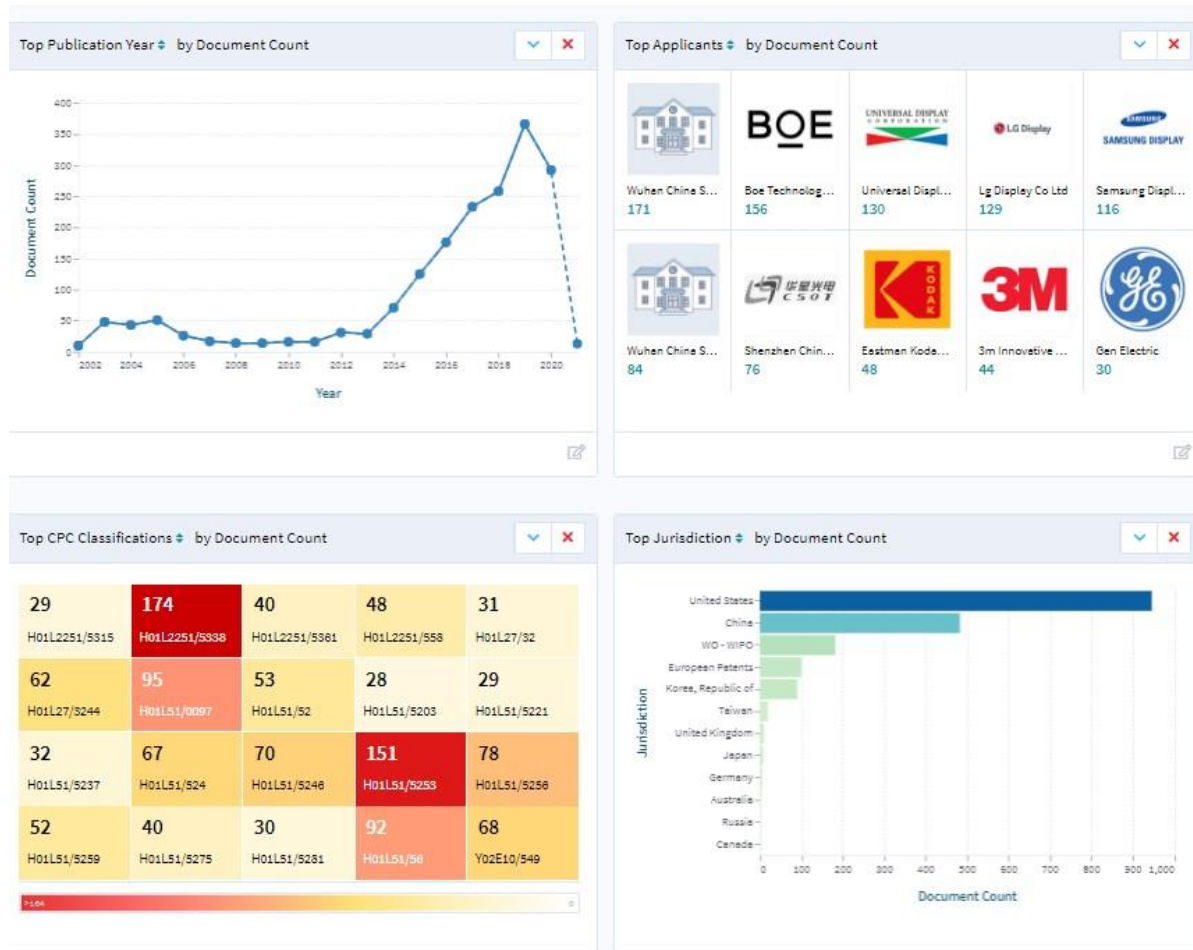 Top Publication Year by Document Count
400
350
300
250
200
150
100
50
0
2002 2004 2006 2008 2010 2012 2014 2016 2018 2020
Document Count
Year
Top Applicants by Document Count
BOE
UNIVERSAL DISPLAY
CORPORATION
LG Display
SAMSUNG
SAMSUNG DISPLAY
Wuhan China S... Boe Technolog... Universal Displ... Lg Display Co Ltd Samsung Displ...
171 156 130 129 116
华星光电
CSOT
KODAK
3M
GE
Wuhan China S... Shenzhen Chin... Eastman Koda... 3m Innovative ... Gen Electric
84 76 48 44 30
Top CPC Classifications by Document Count
29 174 40 48 31
H01L2251/5315 H01L2251/5338 H01L2251/5361 H01L2251/558 H01L27/32
62 95 53 28 29
H01L27/3244 H01L51/0097 H01L51/52 H01L51/5203 H01L51/5221
32 67 70 151 78
H01L51/5237 H01L51/524 H01L51/5246 H01L51/5253 H01L51/5256
52 40 30 92 68
H01L51/5259 H01L51/5275 H01L51/5281 H01L51/56 Y02E10/549
>164 0
Top Jurisdiction by Document Count
United States
China
WO - WIPO
European Patents
Korea, Republic of
Taiwan
United Kingdom
Japan
Germany
Australia
Russia
Canada
Jurisdiction
0 100 200 300 400 500 600 700 800 900 1,000
Document Count